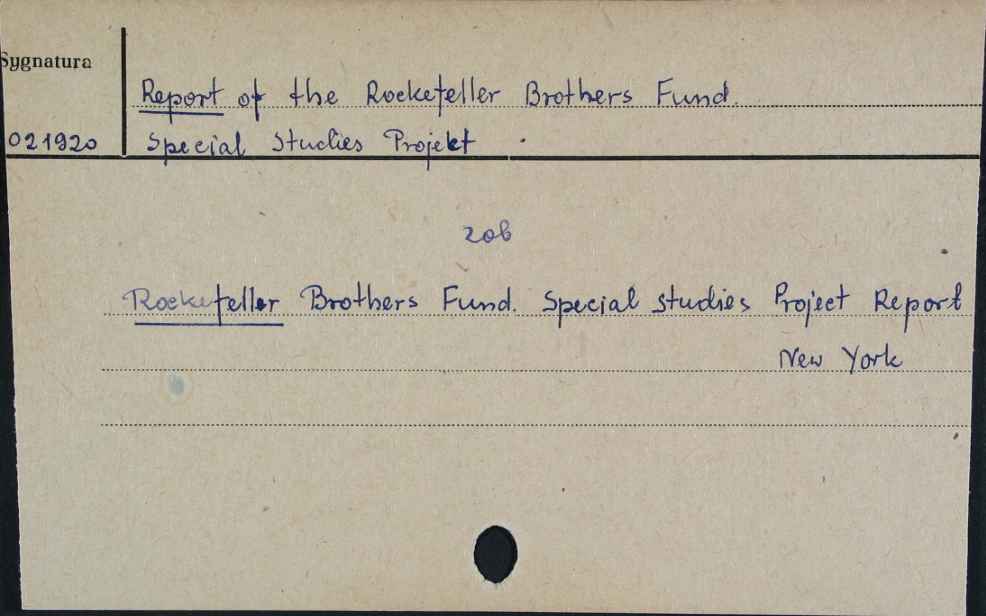 Sygnatura
Report of the Rockefeller Brothers Fund.
021920
Special Studies Projekt
zob
Rockefeller Brothers Fund. Special Studies Project Report
New York